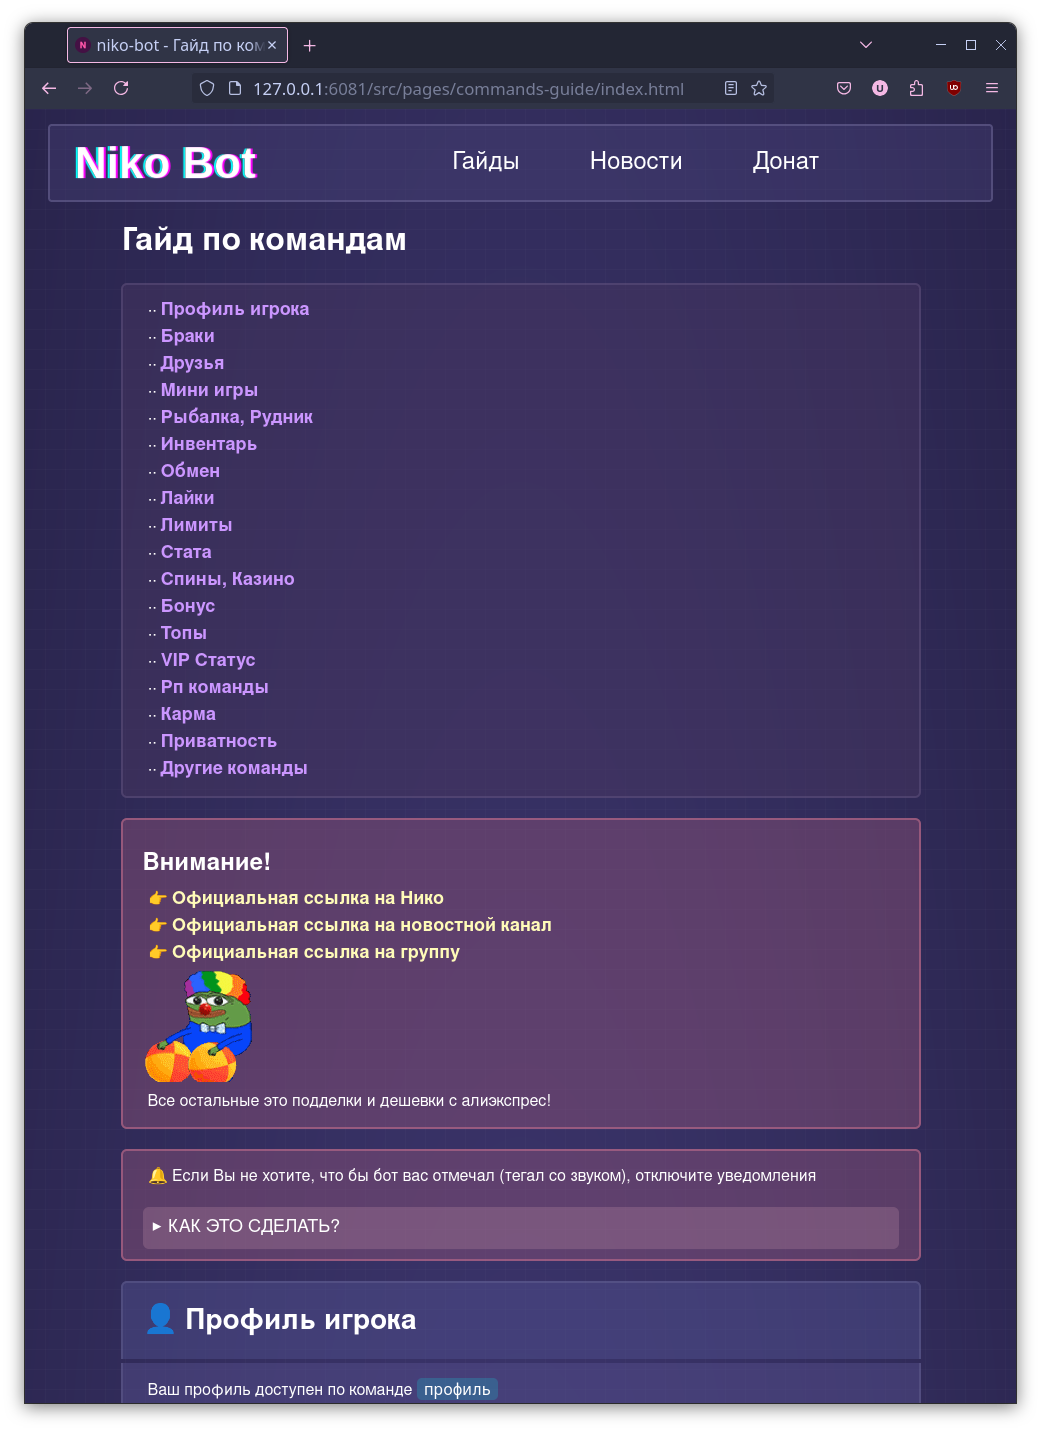 niko-bot - Гайд по ком
127.0.0.1:6081/src/pages/commands-guide/index.html
Niko Bot
Гайды
Новости
Донат
Гайд по командам
·· Профиль игрока
·· Браки
·· Друзья
·· Мини игры
·· Рыбалка, Рудник
·· Инвентарь
·· Обмен
·· Лайки
·· Лимиты
·· Стата
·· Спины, Казино
·· Бонус
·· Топы
·· VIP Статус
·· Рп команды
·· Карма
·· Приватность
·· Другие команды
Внимание!
👉 Официальная ссылка на Нико
👉 Официальная ссылка на новостной канал
👉 Официальная ссылка на группу
Все остальные это подделки и дешевки с алиэкспрес!
🔔 Если Вы не хотите, что бы бот вас отмечал (тегал со звуком), отключите уведомления
▸ КАК ЭТО СДЕЛАТЬ?
👤 Профиль игрока
Ваш профиль доступен по команде профиль